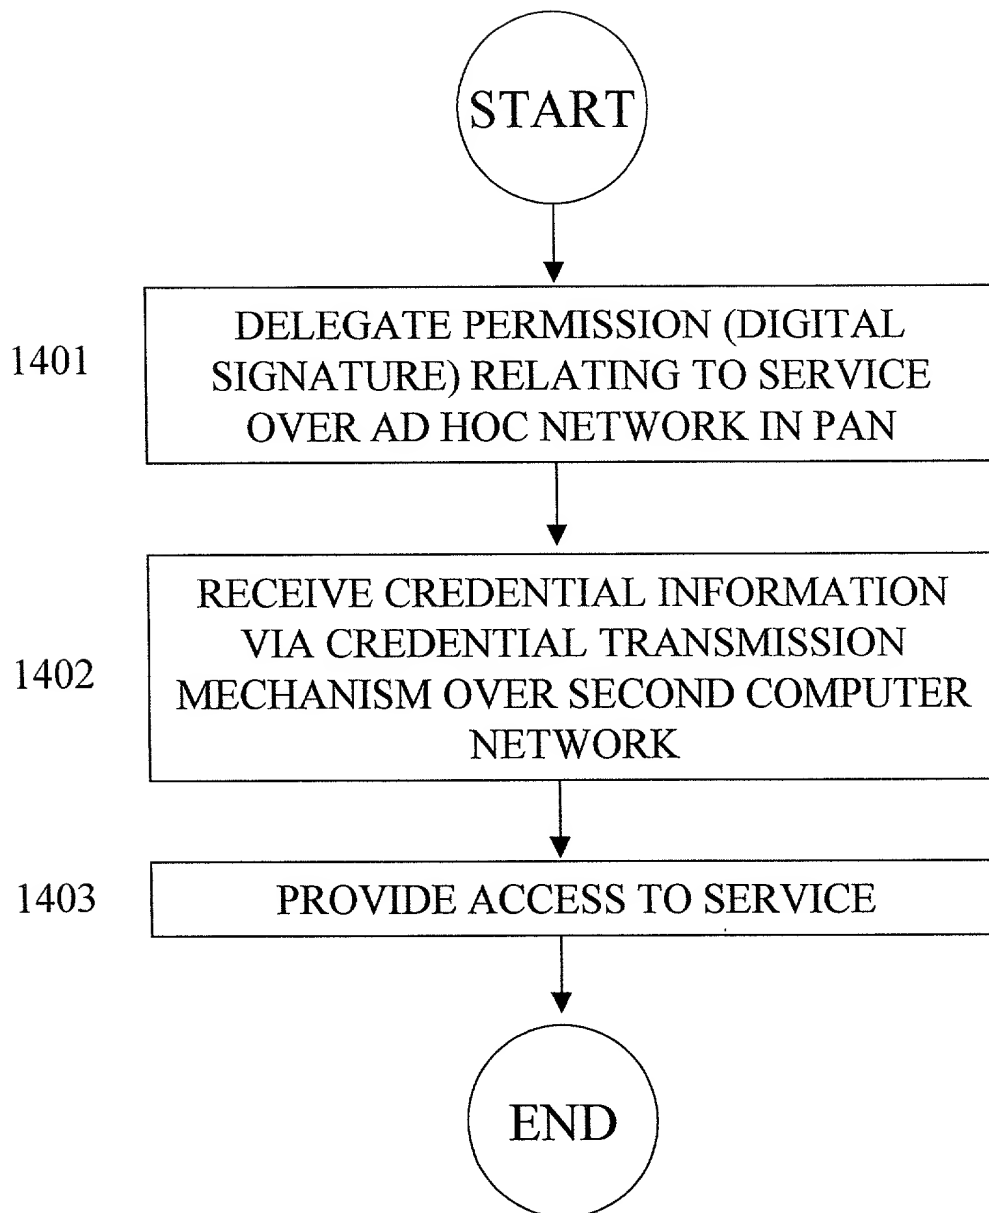 START
1401
DELEGATE PERMISSION (DIGITAL
SIGNATURE) RELATING TO SERVICE
OVER AD HOC NETWORK IN PAN
1402
RECEIVE CREDENTIAL INFORMATION
VIA CREDENTIAL TRANSMISSION
MECHANISM OVER SECOND COMPUTER
NETWORK
1403
PROVIDE ACCESS TO SERVICE
END